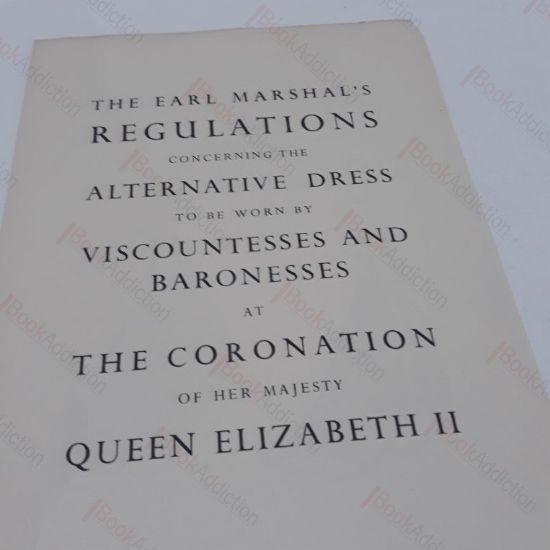 THE EARL MARSHAL'S
REGULATIONS
CONCERNING THE
ALTERNATIVE DRESS
TO BE WORN BY
VISCOUNTESSES AND
BARONESSES
AT
THE CORONATION
OF HER MAJESTY
QUEEN ELIZABETH II
BookAddiction